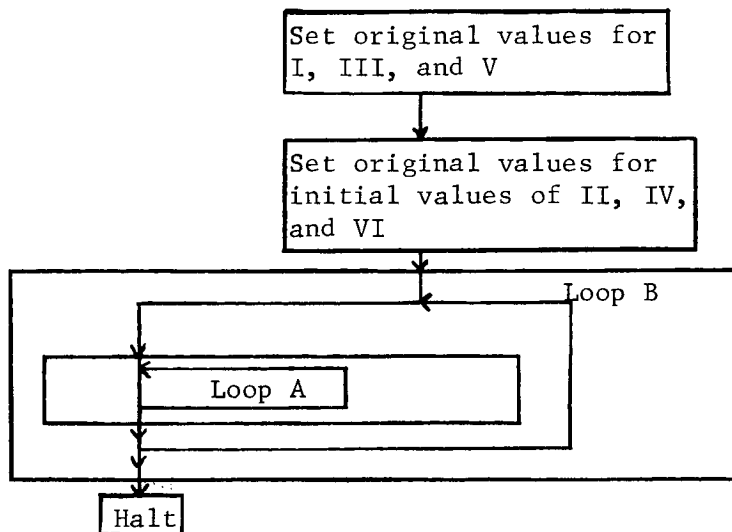 Set original values for
I, III, and V
Set original values for
initial values of II, IV,
and VI
Loop B
Loop A
Halt